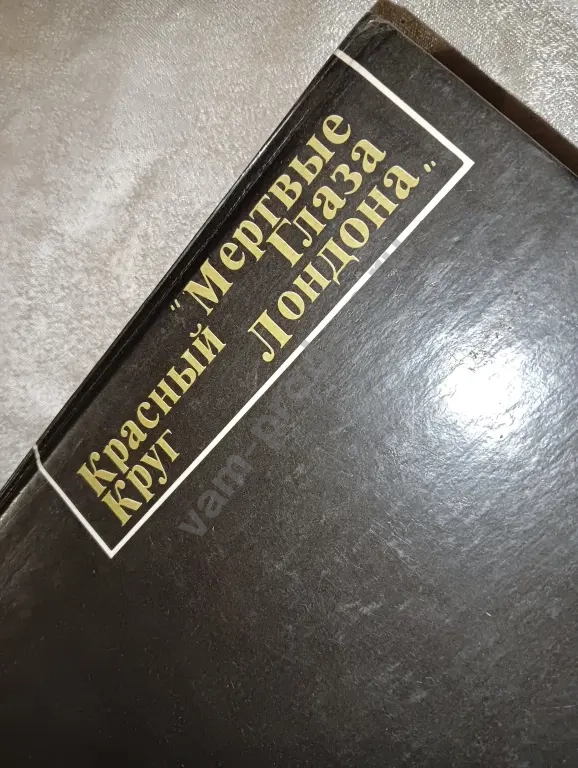 Красный
Круг
"Мертвые
Глаза
Лондона"